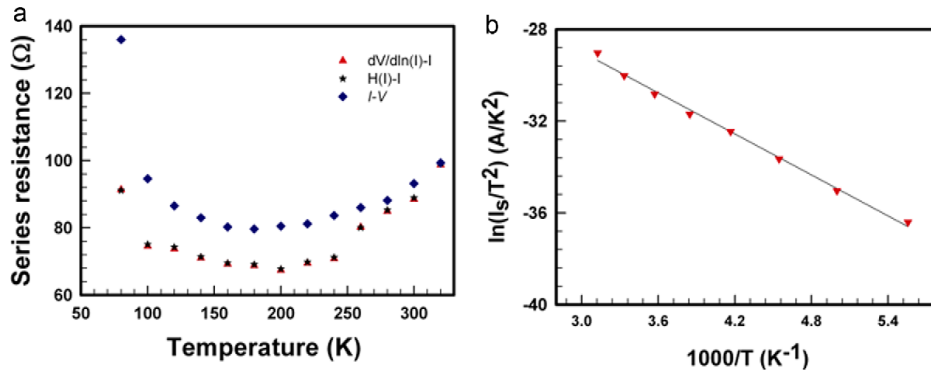 a
140
120
100
80
60
50
100
150
200
250
300
Series resistance (Ω)
Temperature (K)
dV/dln(I)-I
H(I)-I
I-V
b
-28
-32
-36
-40
3.0
3.6
4.2
4.8
5.4
ln(Is/T²) (A/K²)
1000/T (K⁻¹)